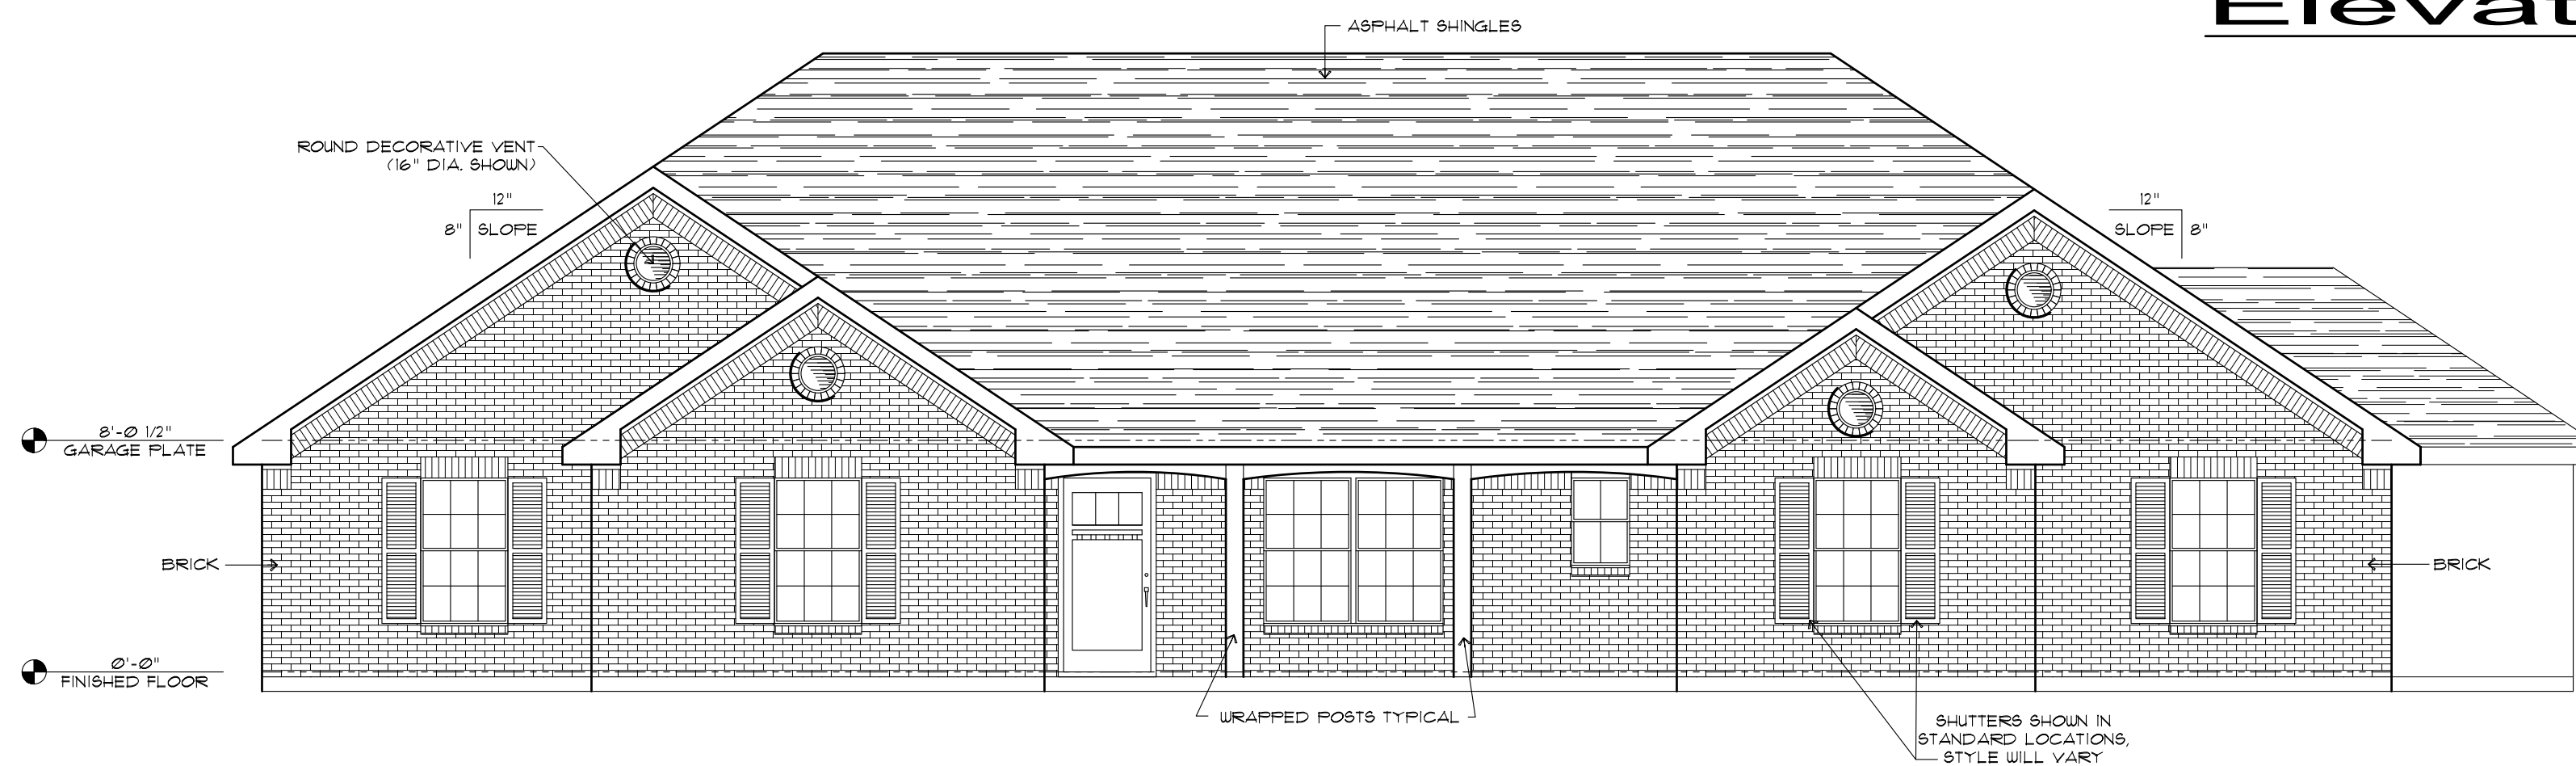 Elevat
ASPHALT SHINGLES
ROUND DECORATIVE VENT
(16" DIA. SHOWN)
12"
8" SLOPE
12"
SLOPE 8"
8'-0 1/2"
GARAGE PLATE
BRICK
BRICK
0'-0"
FINISHED FLOOR
WRAPPED POSTS TYPICAL
SHUTTERS SHOWN IN
STANDARD LOCATIONS,
STYLE WILL VARY